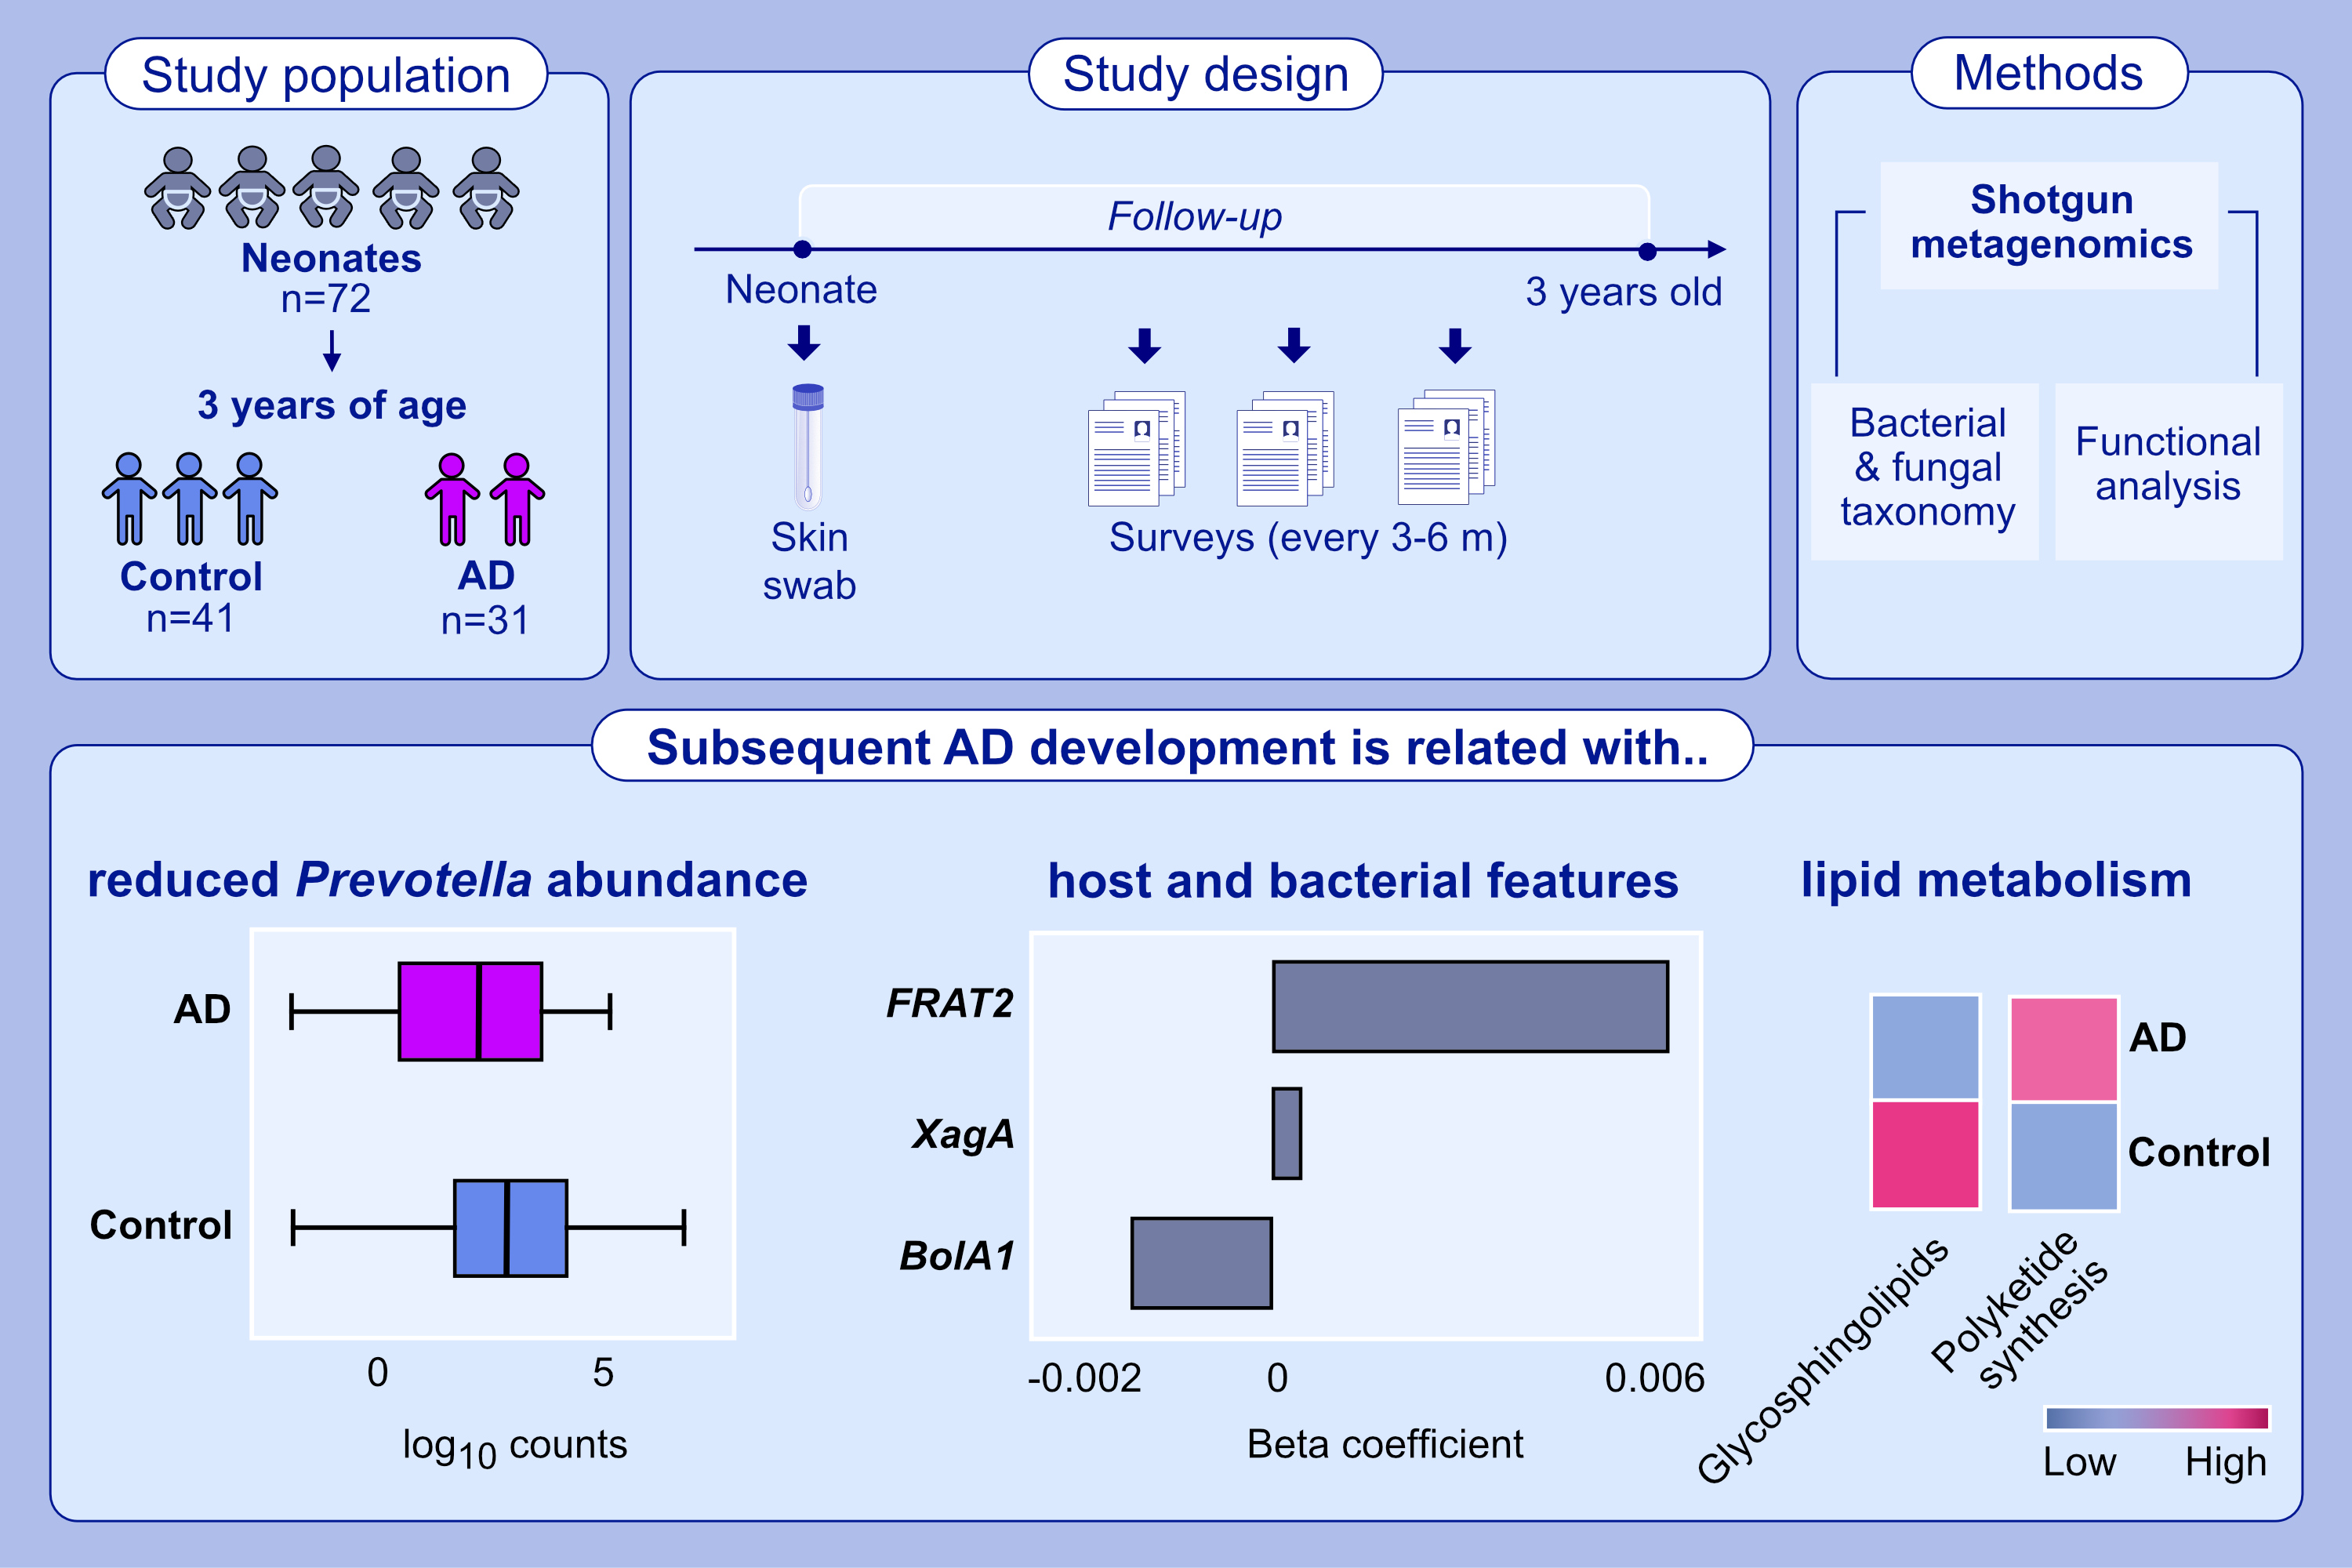 Study population
Neonates
n=72
3 years of age
Control
n=41
AD
n=31
Study design
Follow-up
Neonate
3 years old
Skin
swab
Surveys (every 3-6 m)
Methods
Shotgun
metagenomics
Bacterial
& fungal
taxonomy
Functional
analysis
Subsequent AD development is related with..
reduced Prevotella abundance
AD
Control
0 5
log10 counts
host and bacterial features
FRAT2
XagA
BolA1
-0.002 0 0.006
Beta coefficient
lipid metabolism
AD
Control
Glycosphingolipids
Polyketide
synthesis
Low High